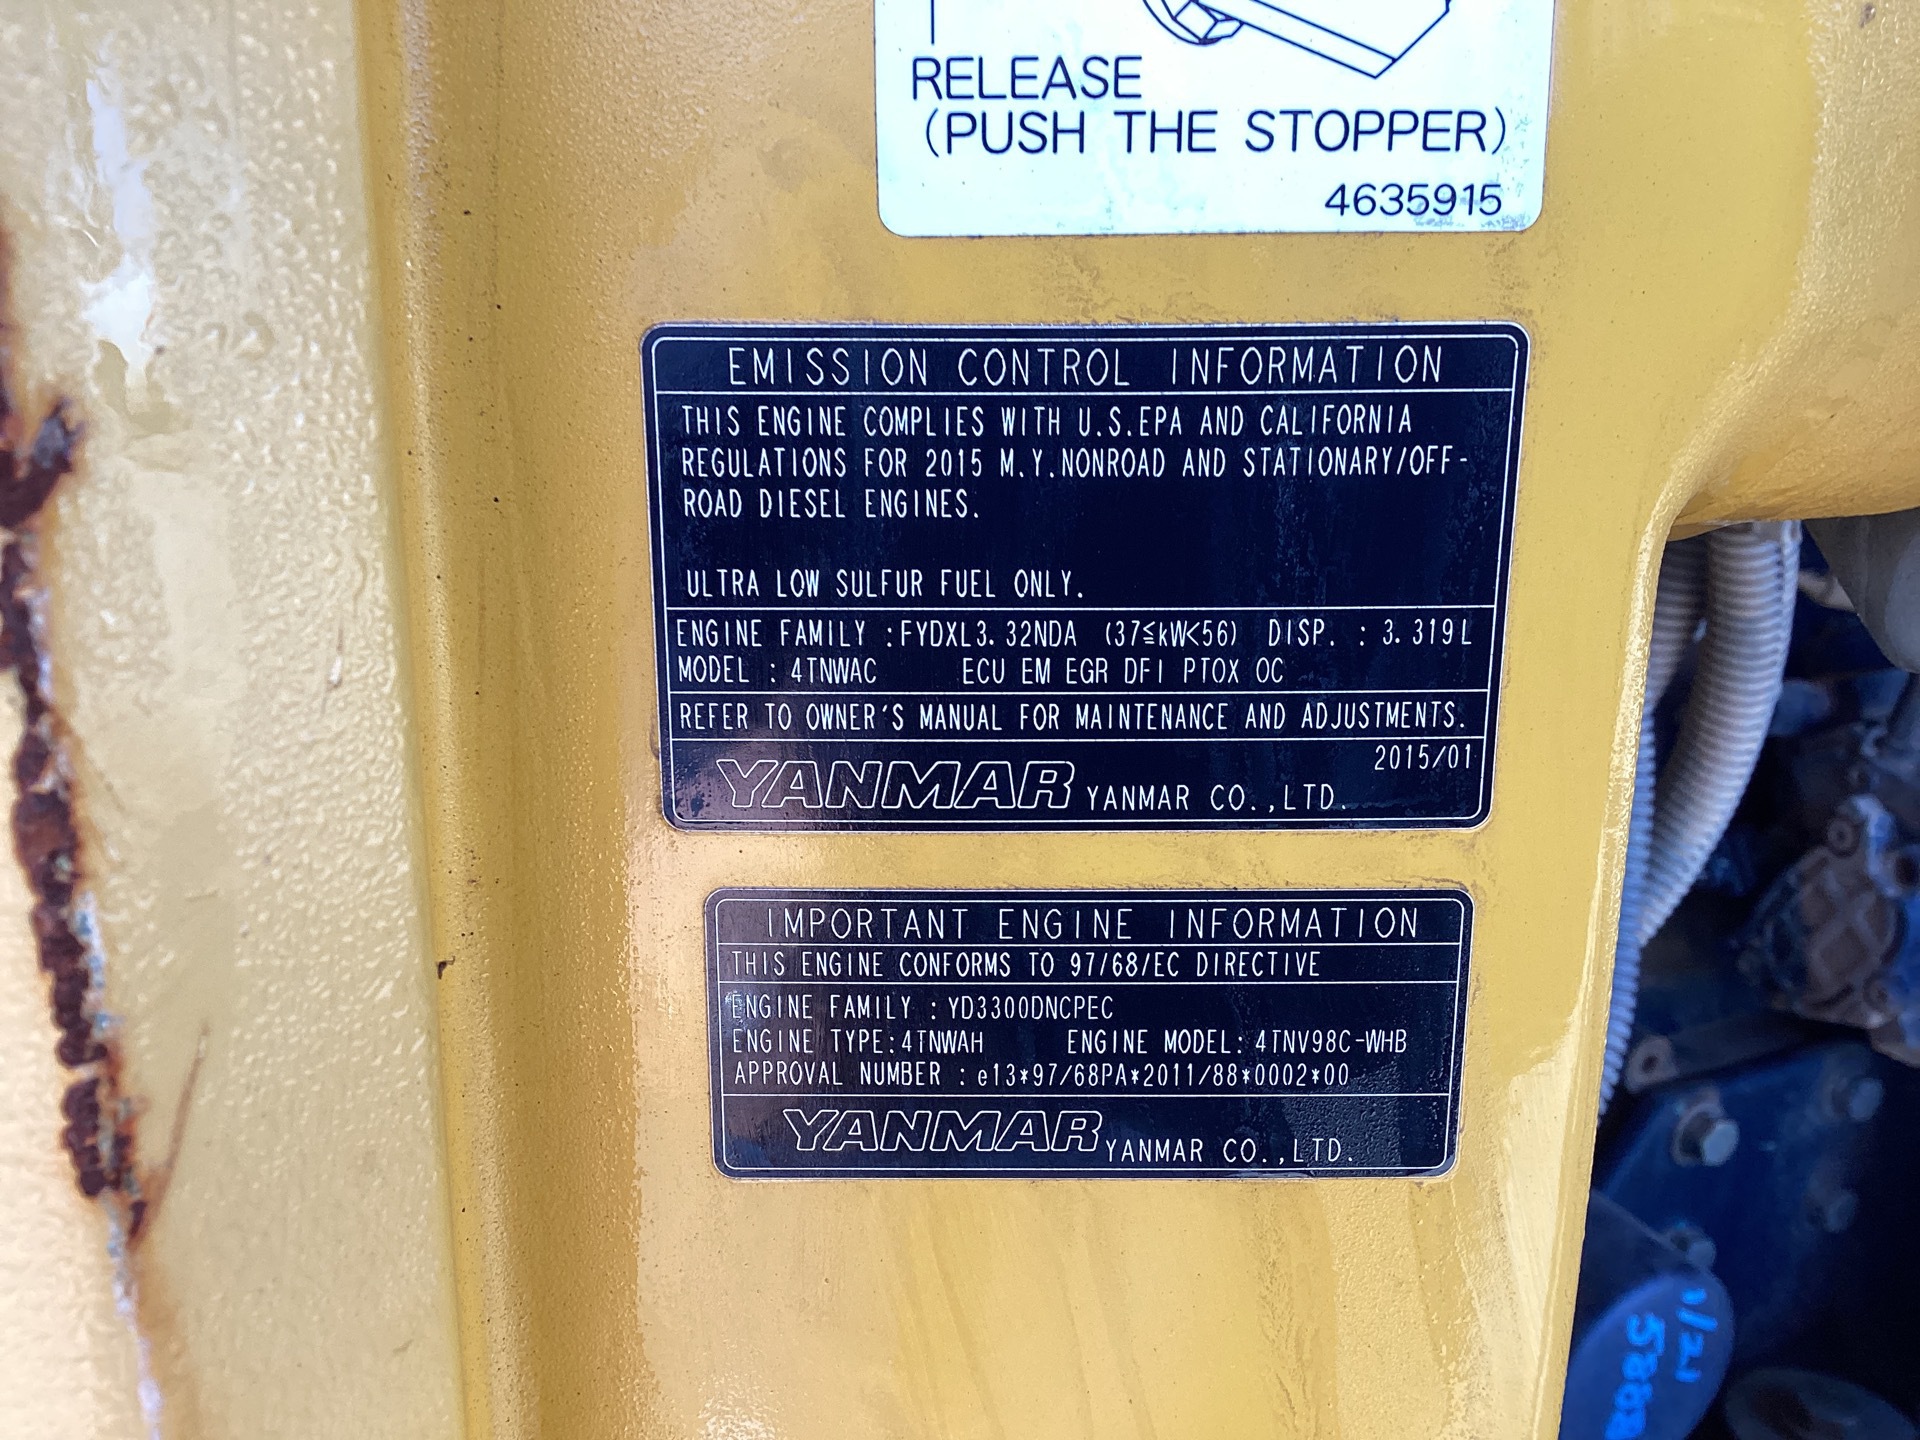 RELEASE
(PUSH THE STOPPER)
4635915
EMISSION CONTROL INFORMATION
THIS ENGINE COMPLIES WITH U.S.EPA AND CALIFORNIA
REGULATIONS FOR 2015 M.Y.NONROAD AND STATIONARY/OFF-
ROAD DIESEL ENGINES.
ULTRA LOW SULFUR FUEL ONLY.
ENGINE FAMILY :FYDXL3.32NDA (37≦kW<56) DISP. : 3.319L
MODEL : 4TNWAC ECU EM EGR DFI PTOX OC
REFER TO OWNER'S MANUAL FOR MAINTENANCE AND ADJUSTMENTS.
2015/01
YANMAR YANMAR CO.,LTD.
IMPORTANT ENGINE INFORMATION
THIS ENGINE CONFORMS TO 97/68/EC DIRECTIVE
ENGINE FAMILY : YD3300DNCPEC
ENGINE TYPE:4TNWAH ENGINE MODEL: 4TNV98C-WHB
APPROVAL NUMBER : e13*97/68PA*2011/88*0002*00
YANMAR YANMAR CO.,LTD.
1/21